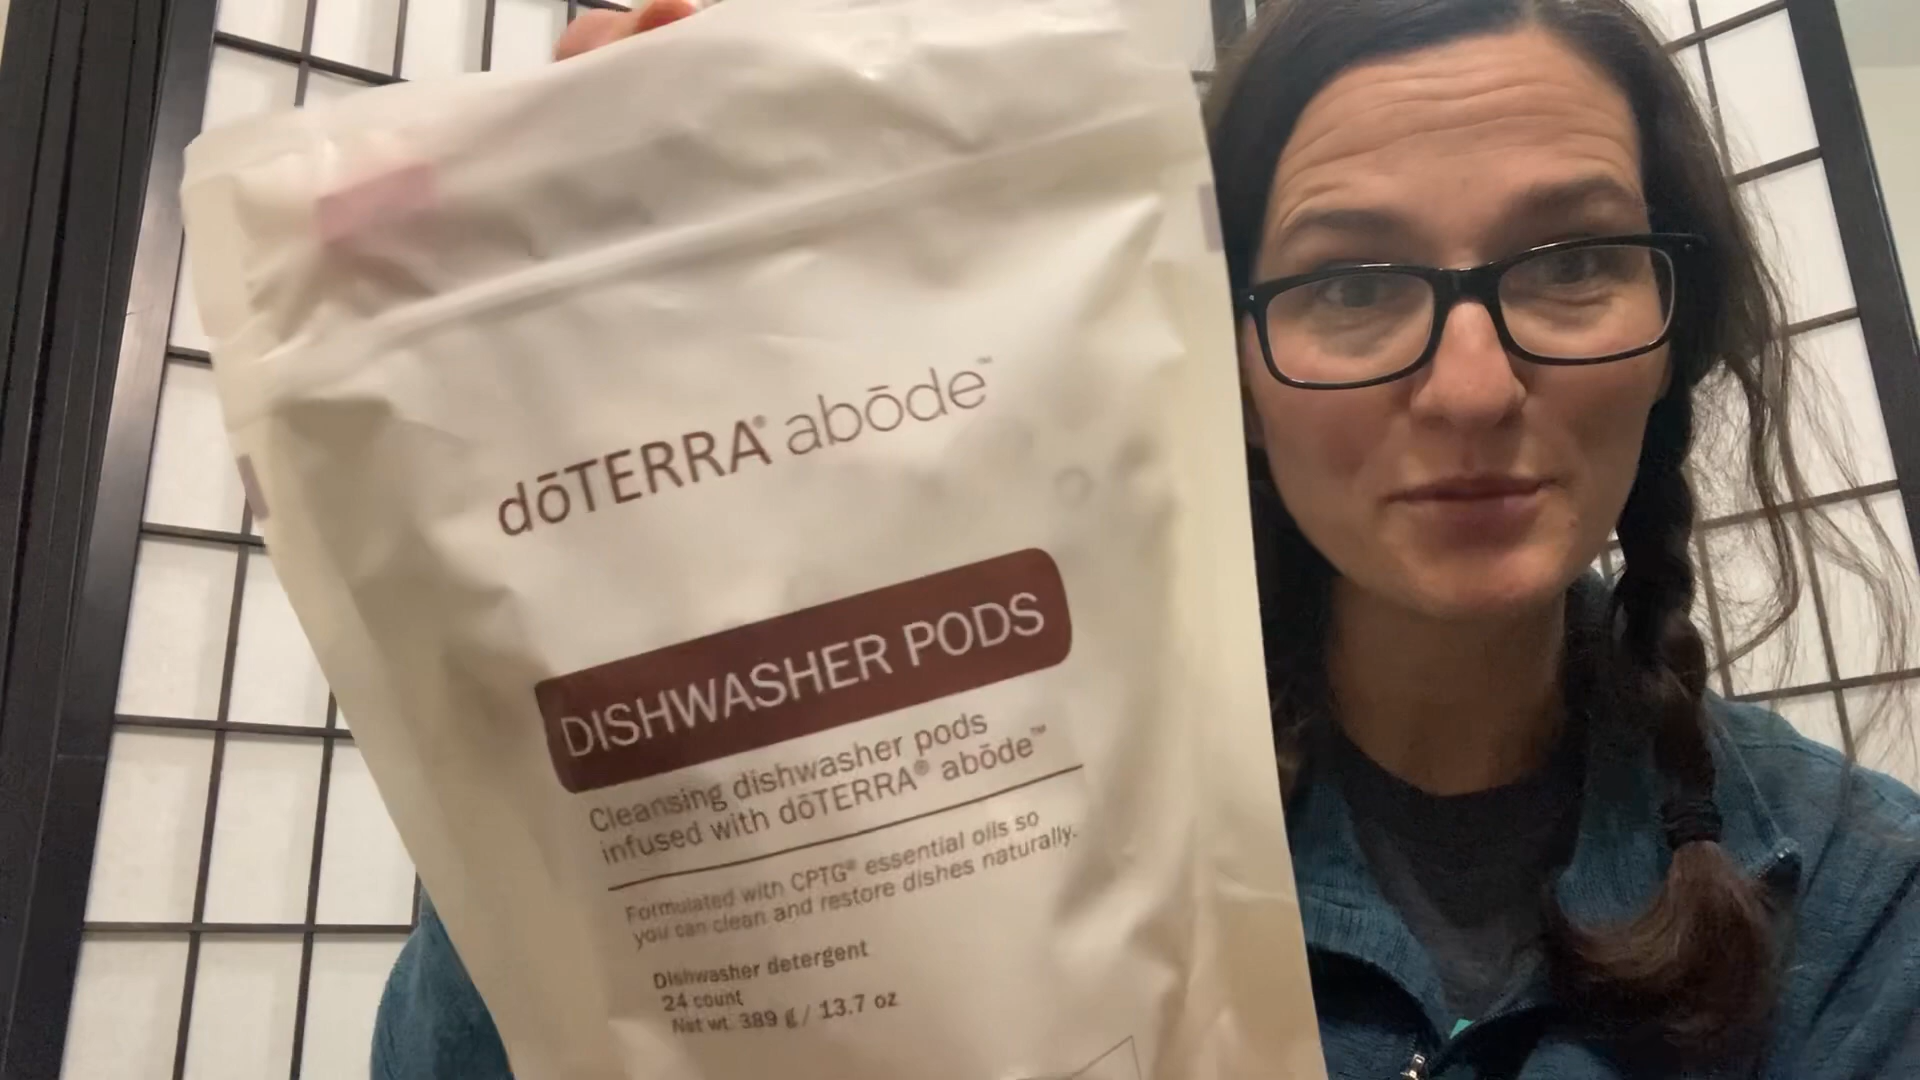 dōTERRA® abōde™
DISHWASHER PODS
Cleansing dishwasher pods
infused with dōTERRA® abōde™
Formulated with CPTG® essential oils so
you can clean and restore dishes naturally.
Dishwasher detergent
24 count
Net wt. 389 g / 13.7 oz